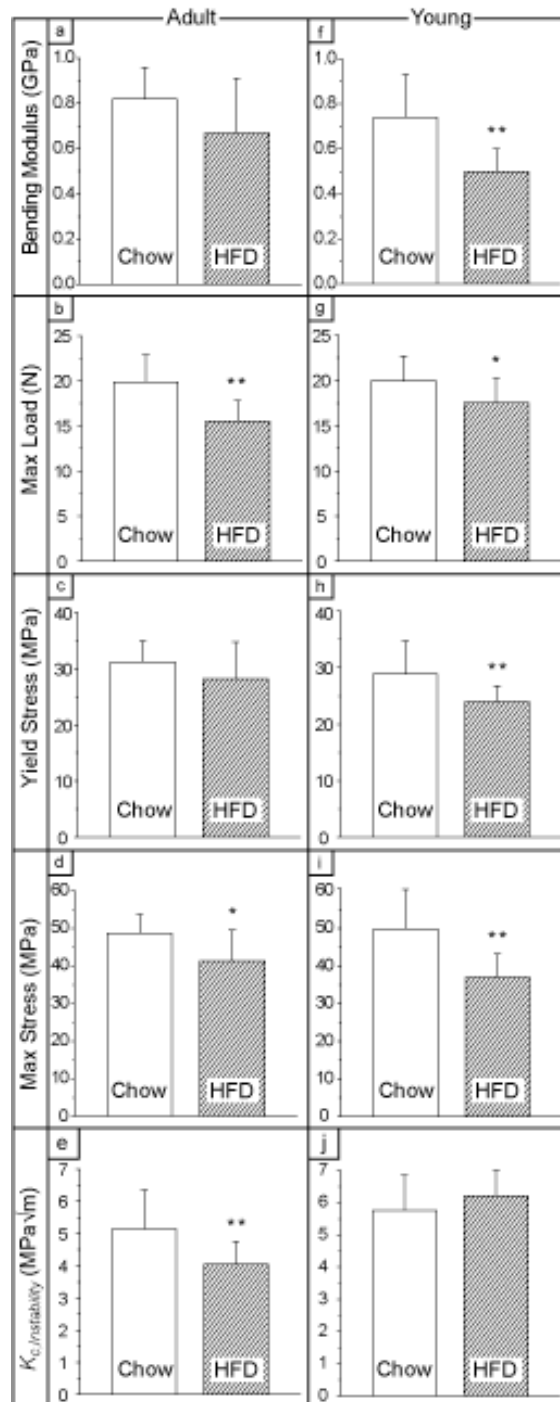 Adult Young
a f
Bending Modulus (GPa)
1.0 1.0
0.8 0.8
0.6 0.6
0.4 0.4
0.2 0.2
0.0 0.0
**
Chow HFD Chow HFD
b g
Max Load (N)
25 25
20 20
15 15
10 10
5 5
0 0
** *
Chow HFD Chow HFD
c h
Yield Stress (MPa)
40 40
30 30
20 20
10 10
0 0
**
Chow HFD Chow HFD
d i
Max Stress (MPa)
60 60
50 50
40 40
30 30
20 20
10 10
0 0
* **
Chow HFD Chow HFD
e j
Kc,Instability (MPa√m)
7 7
6 6
5 5
4 4
3 3
2 2
1 1
0 0
**
Chow HFD Chow HFD